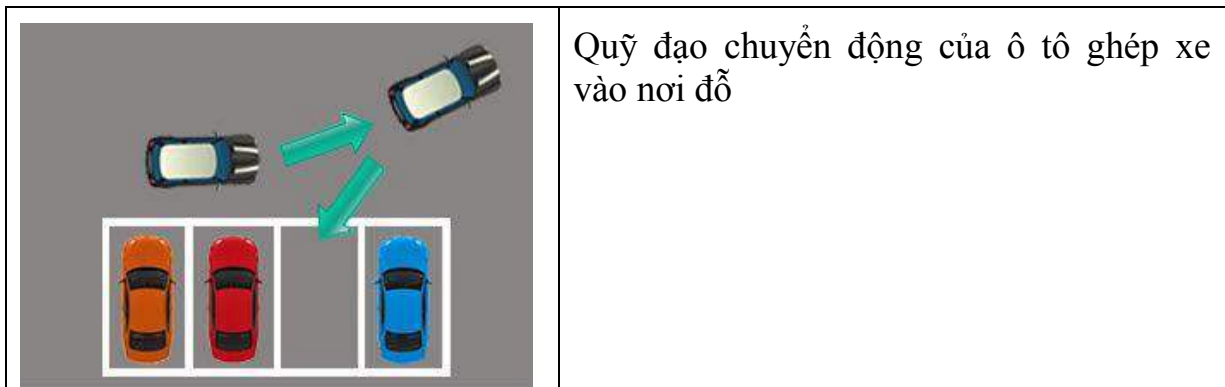 Quỹ đạo chuyển động của ô tô ghép xe
vào nơi đỗ